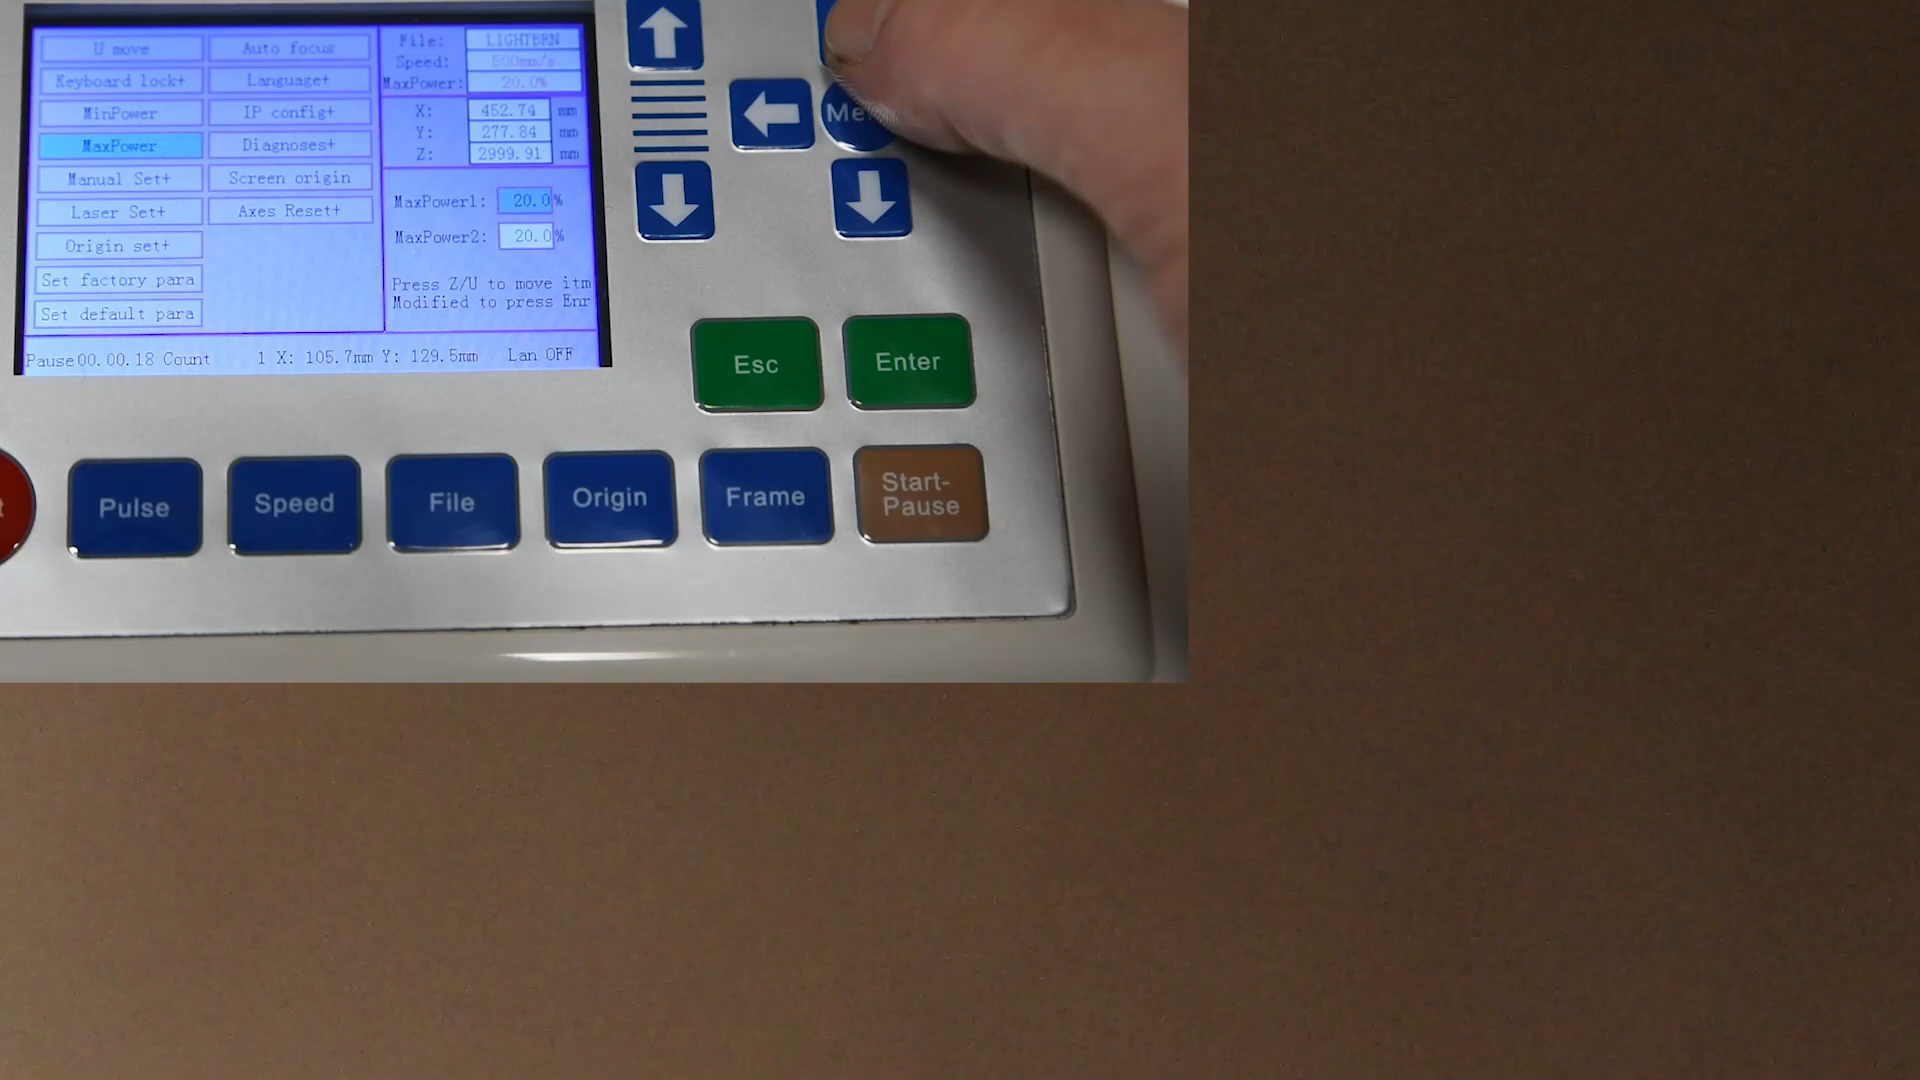 U move
Keyboard lock+
MinPower
MaxPower
Manual Set+
Laser Set+
Origin set+
Set factory para
Set default para
Auto focus
Language+
IP config+
Diagnoses+
Screen origin
Axes Reset+
File: LIGHTBRN
Speed: 500mm/s
MaxPower: 20.0%
X: 452.74 mm
Y: 277.84 mm
Z: 2999.91 mm
MaxPower1: 20.0%
MaxPower2: 20.0%
Press Z/U to move itm
Modified to press Enr
Pause00.00.18 Count 1 X: 105.7mm Y: 129.5mm Lan OFF
Esc
Enter
Pulse
Speed
File
Origin
Frame
Start-
Pause